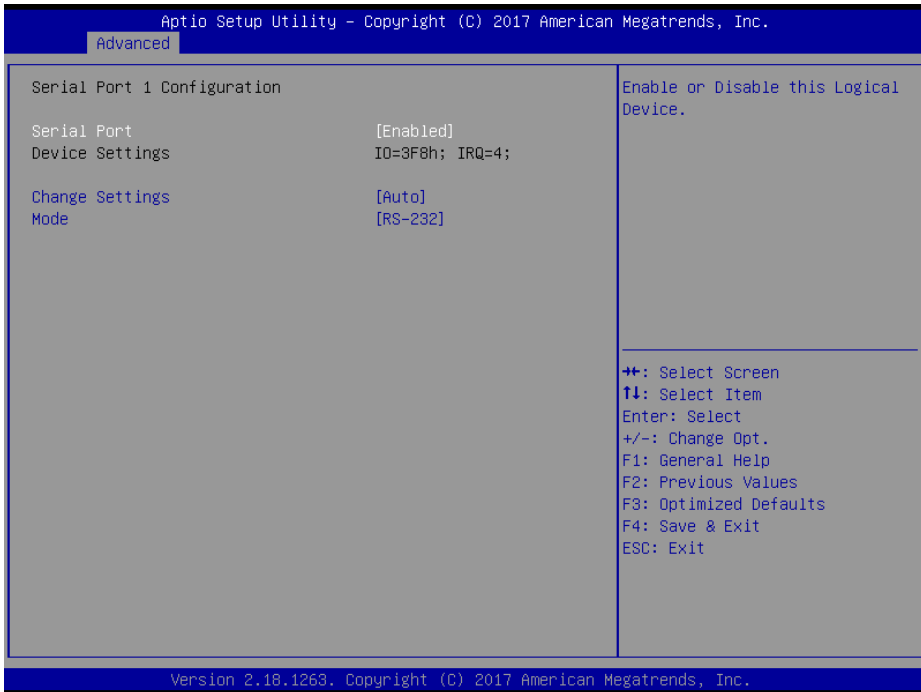 Aptio Setup Utility – Copyright (C) 2017 American Megatrends, Inc.
Advanced
Serial Port 1 Configuration
Serial Port [Enabled]
Device Settings IO=3F8h; IRQ=4;
Change Settings [Auto]
Mode [RS-232]
Enable or Disable this Logical
Device.
→←: Select Screen
↑↓: Select Item
Enter: Select
+/-: Change Opt.
F1: General Help
F2: Previous Values
F3: Optimized Defaults
F4: Save & Exit
ESC: Exit
Version 2.18.1263. Copyright (C) 2017 American Megatrends, Inc.